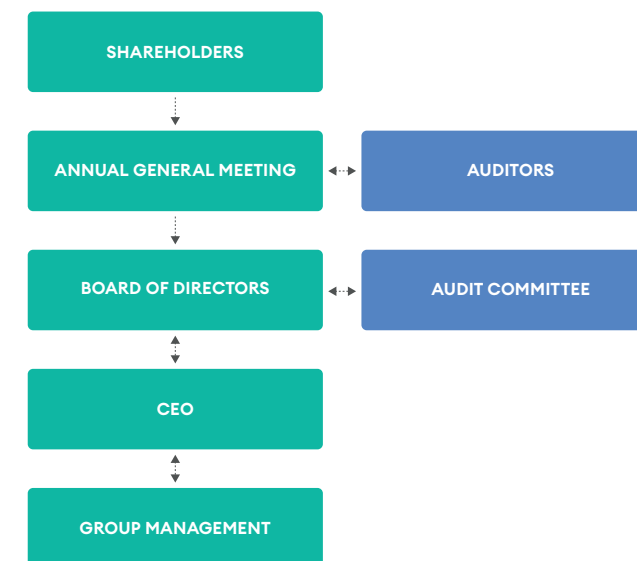 SHAREHOLDERS
ANNUAL GENERAL MEETING
AUDITORS
BOARD OF DIRECTORS
AUDIT COMMITTEE
CEO
GROUP MANAGEMENT